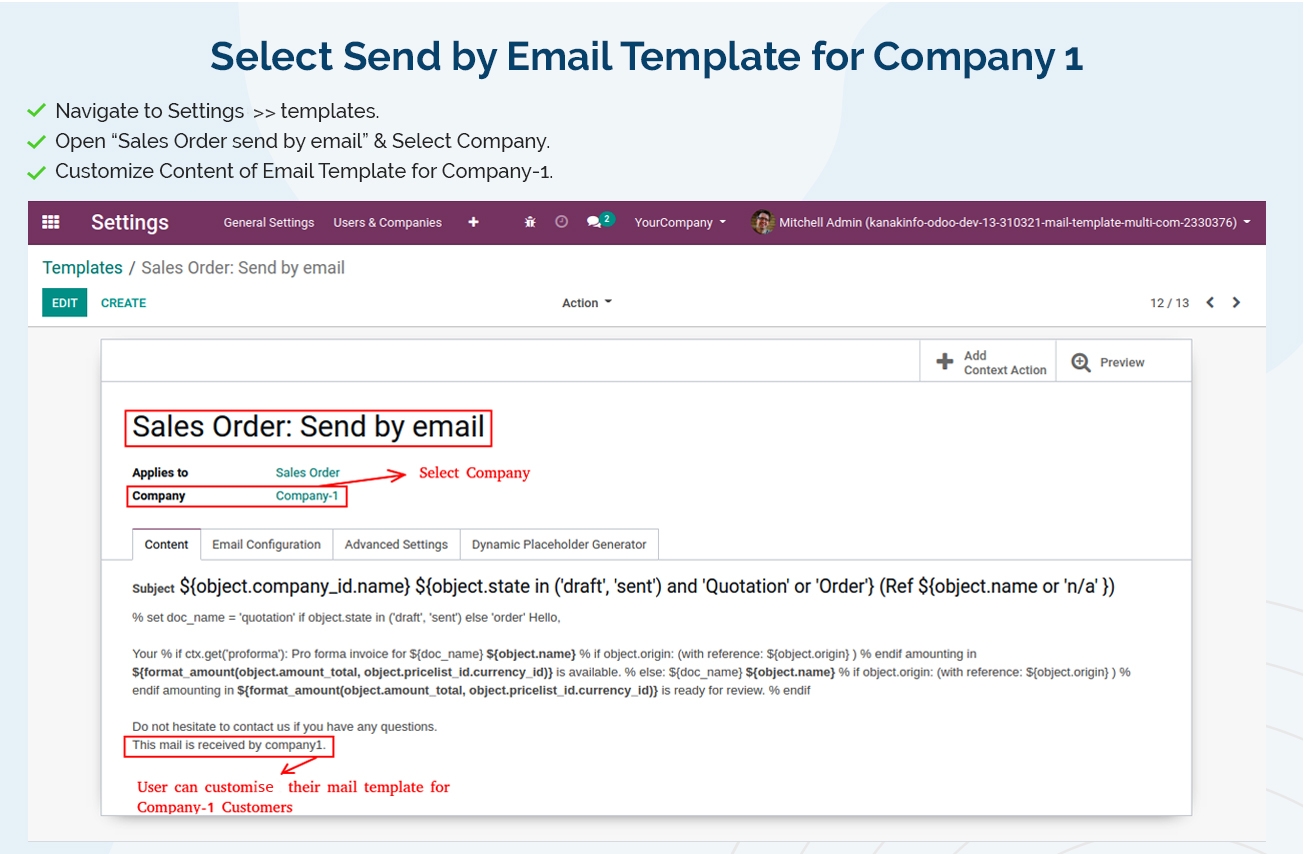 Select Send by Email Template for Company 1
Navigate to Settings >> templates.
Open “Sales Order send by email” & Select Company.
Customize Content of Email Template for Company-1.
Settings General Settings Users & Companies 2 YourCompany Mitchell Admin (kanakinfo-odoo-dev-13-310321-mail-template-multi-com-2330376)
Templates / Sales Order: Send by email
EDIT CREATE Action 12 / 13
Add
Context Action
Preview
Sales Order: Send by email
Applies to Sales Order
Select Company
Company Company-1
Content Email Configuration Advanced Settings Dynamic Placeholder Generator
Subject ${object.company_id.name} ${object.state in ('draft', 'sent') and 'Quotation' or 'Order'} (Ref ${object.name or 'n/a' })
% set doc_name = 'quotation' if object.state in ('draft', 'sent') else 'order' Hello,
Your % if ctx.get('proforma'): Pro forma invoice for ${doc_name} ${object.name} % if object.origin: (with reference: ${object.origin} ) % endif amounting in
${format_amount(object.amount_total, object.pricelist_id.currency_id)} is available. % else: ${doc_name} ${object.name} % if object.origin: (with reference: ${object.origin} ) %
endif amounting in ${format_amount(object.amount_total, object.pricelist_id.currency_id)} is ready for review. % endif
Do not hesitate to contact us if you have any questions.
This mail is received by company1.
User can customise their mail template for
Company-1 Customers